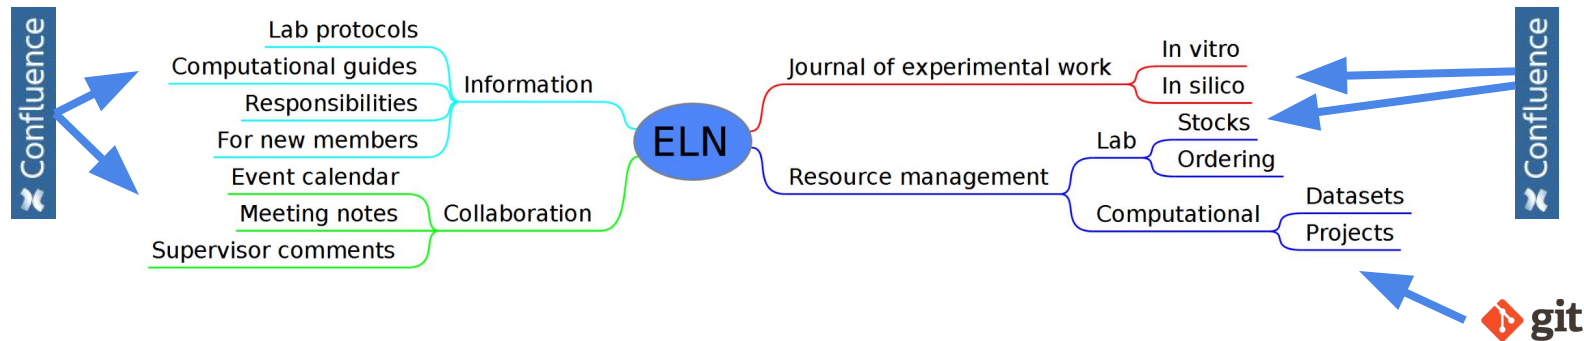 Confluence
Lab protocols
Computational guides
Responsibilities
For new members
Information
Event calendar
Meeting notes
Supervisor comments
Collaboration
ELN
Journal of experimental work
In vitro
In silico
Resource management
Lab
Stocks
Ordering
Computational
Datasets
Projects
Confluence
git